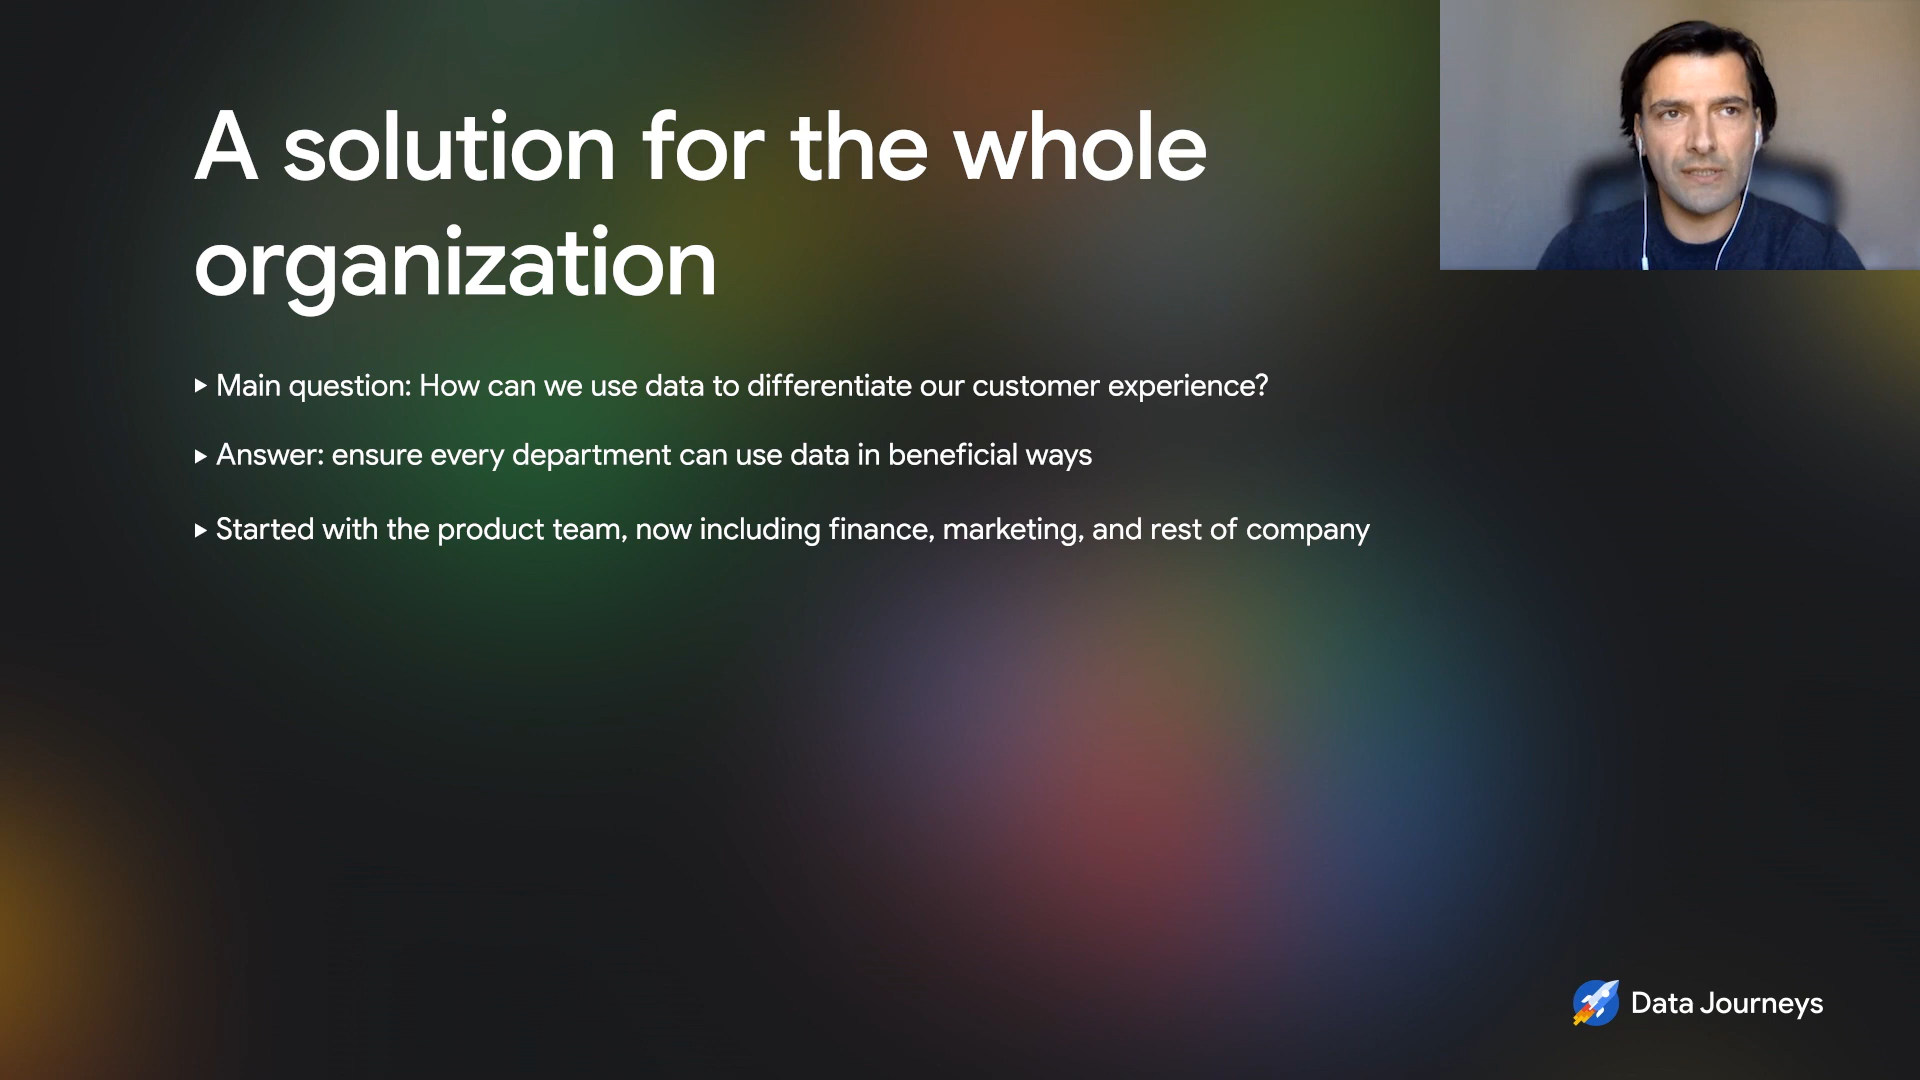 A solution for the whole
organization
▸ Main question: How can we use data to differentiate our customer experience?
▸ Answer: ensure every department can use data in beneficial ways
▸ Started with the product team, now including finance, marketing, and rest of company
Data Journeys